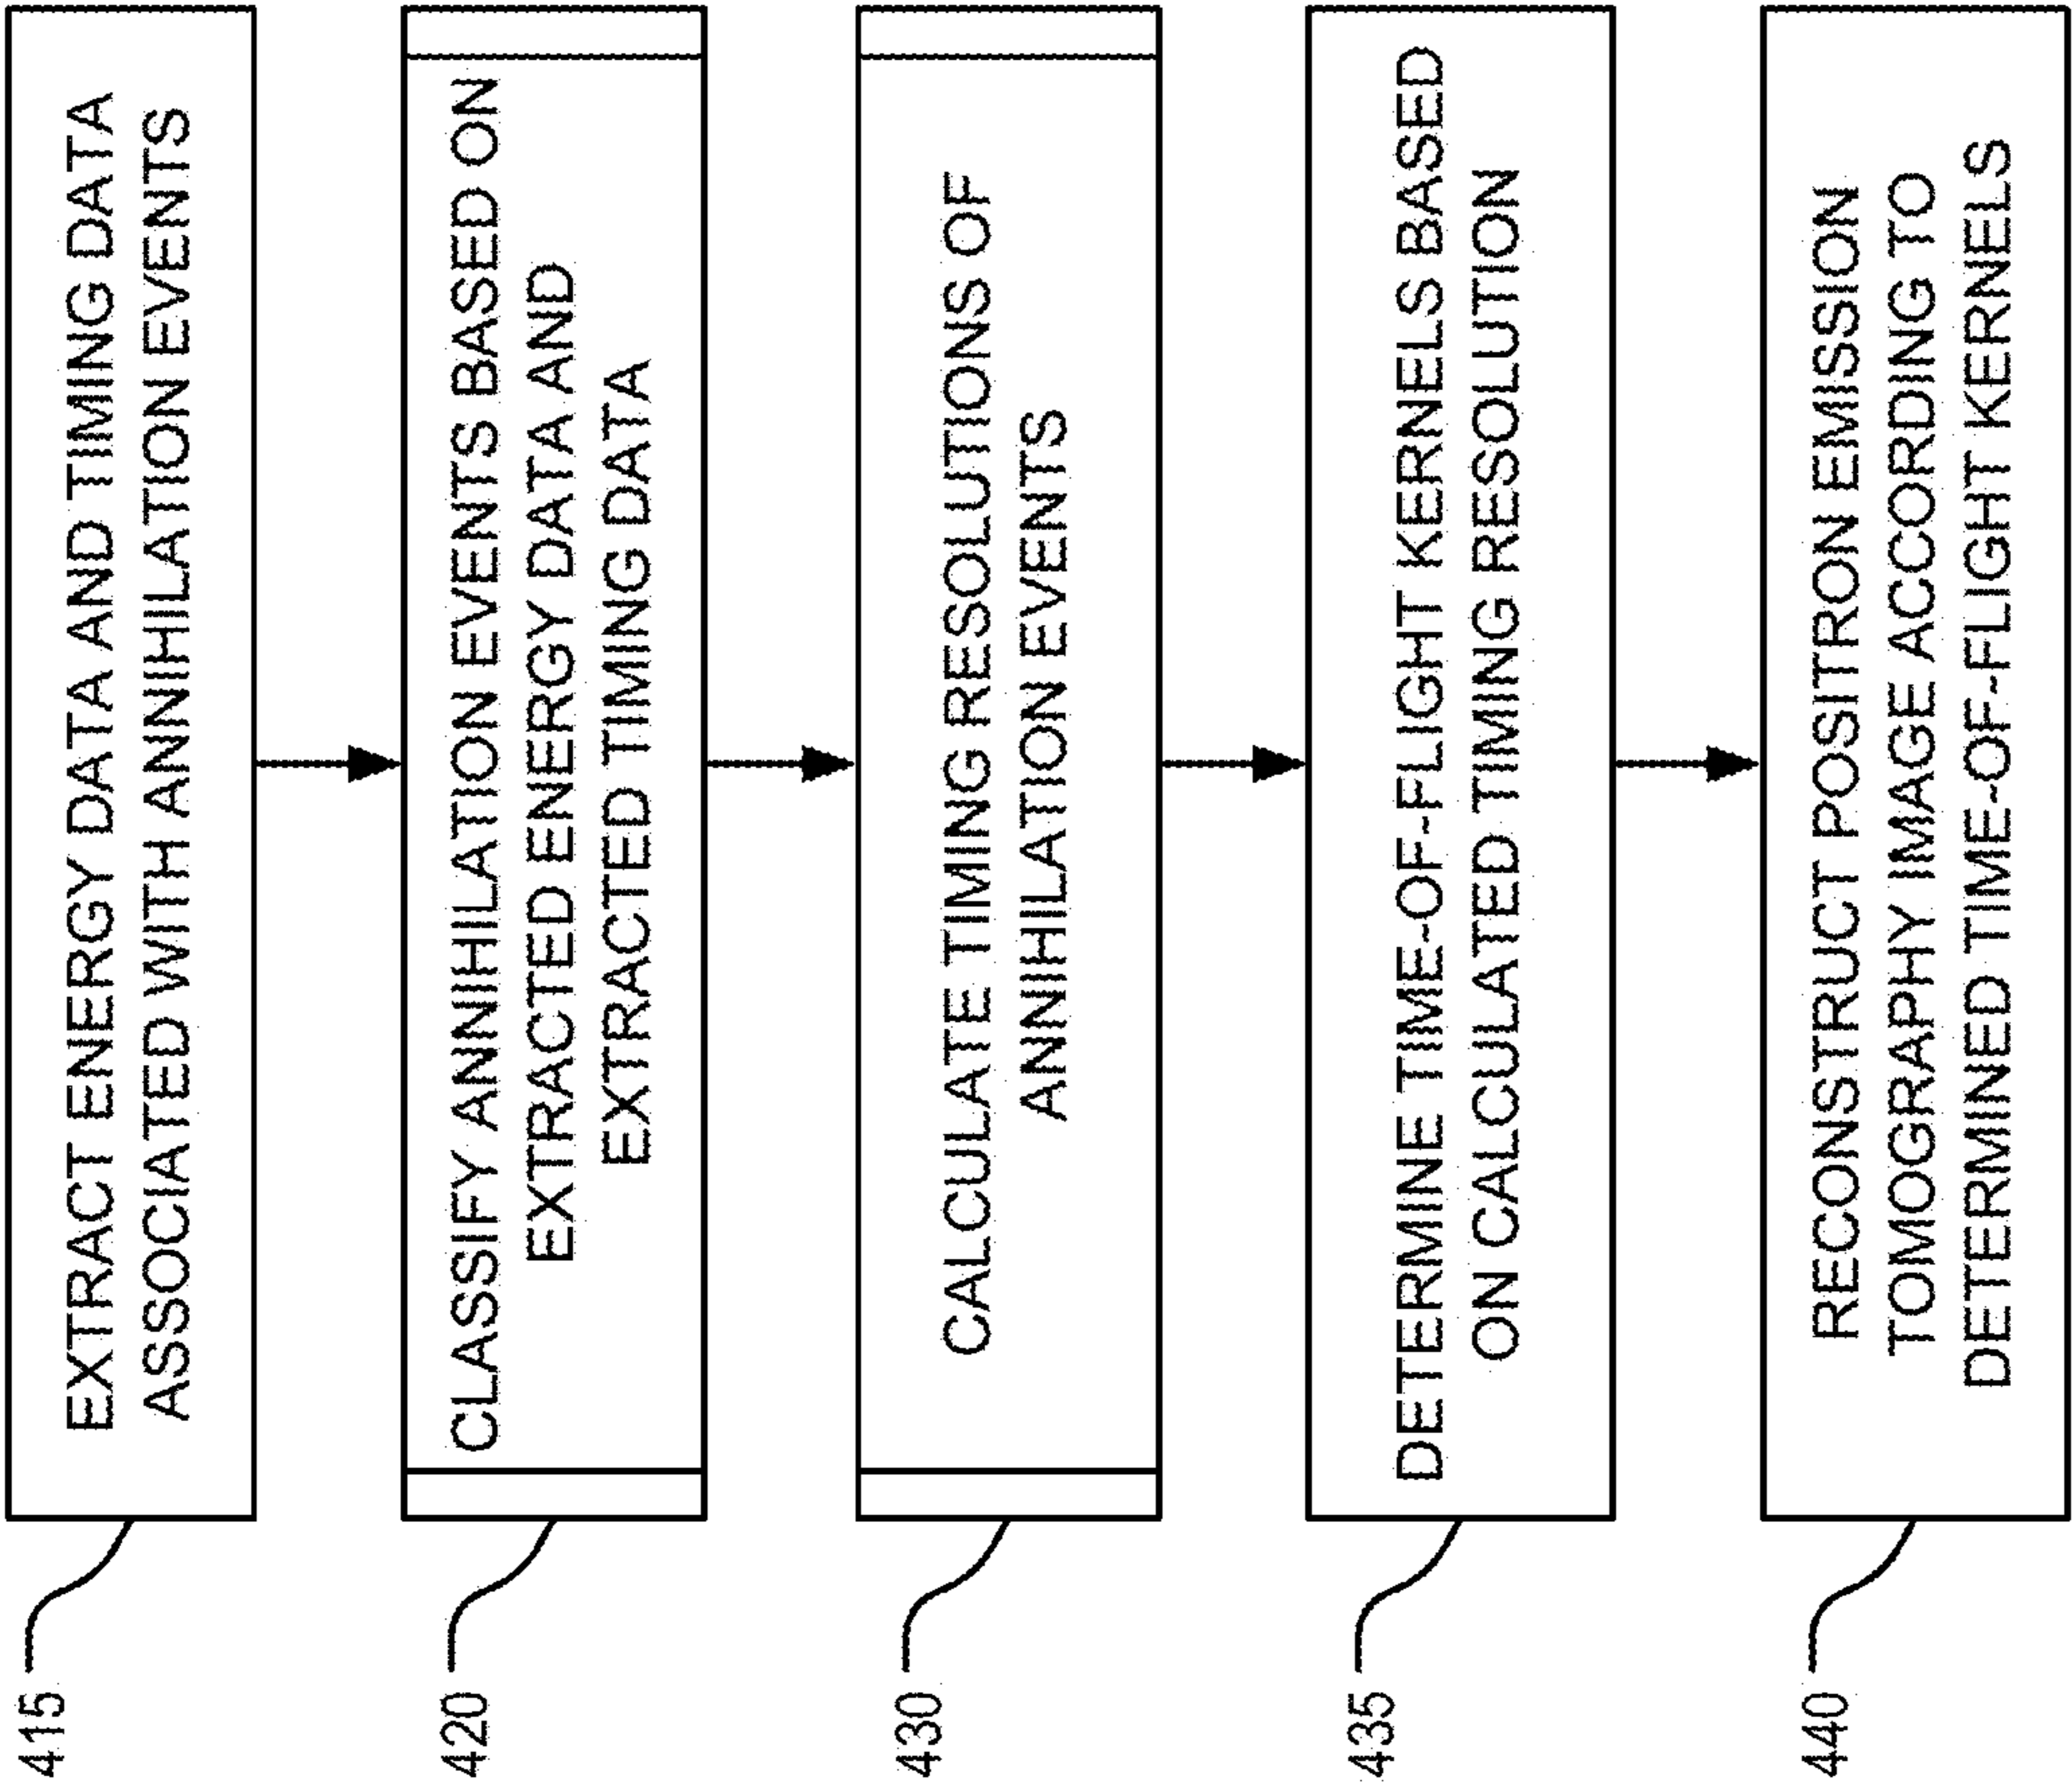 415
EXTRACT ENERGY DATA AND TIMING DATA
ASSOCIATED WITH ANNIHILATION EVENTS
420
CLASSIFY ANNIHILATION EVENTS BASED ON
EXTRACTED ENERGY DATA AND
EXTRACTED TIMING DATA
430
CALCULATE TIMING RESOLUTIONS OF
ANNIHILATION EVENTS
435
DETERMINE TIME-OF-FLIGHT KERNELS BASED
ON CALCULATED TIMING RESOLUTION
440
RECONSTRUCT POSITRON EMISSION
TOMOGRAPHY IMAGE ACCORDING TO
DETERMINED TIME-OF-FLIGHT KERNELS